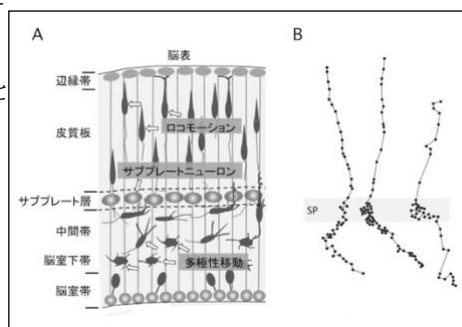 A
脳表
辺縁帯
皮質板
ロコモーション
サブプレートニューロン
サブプレート層
中間帯
脳室下帯
多極性移動
脳室帯
B
SP